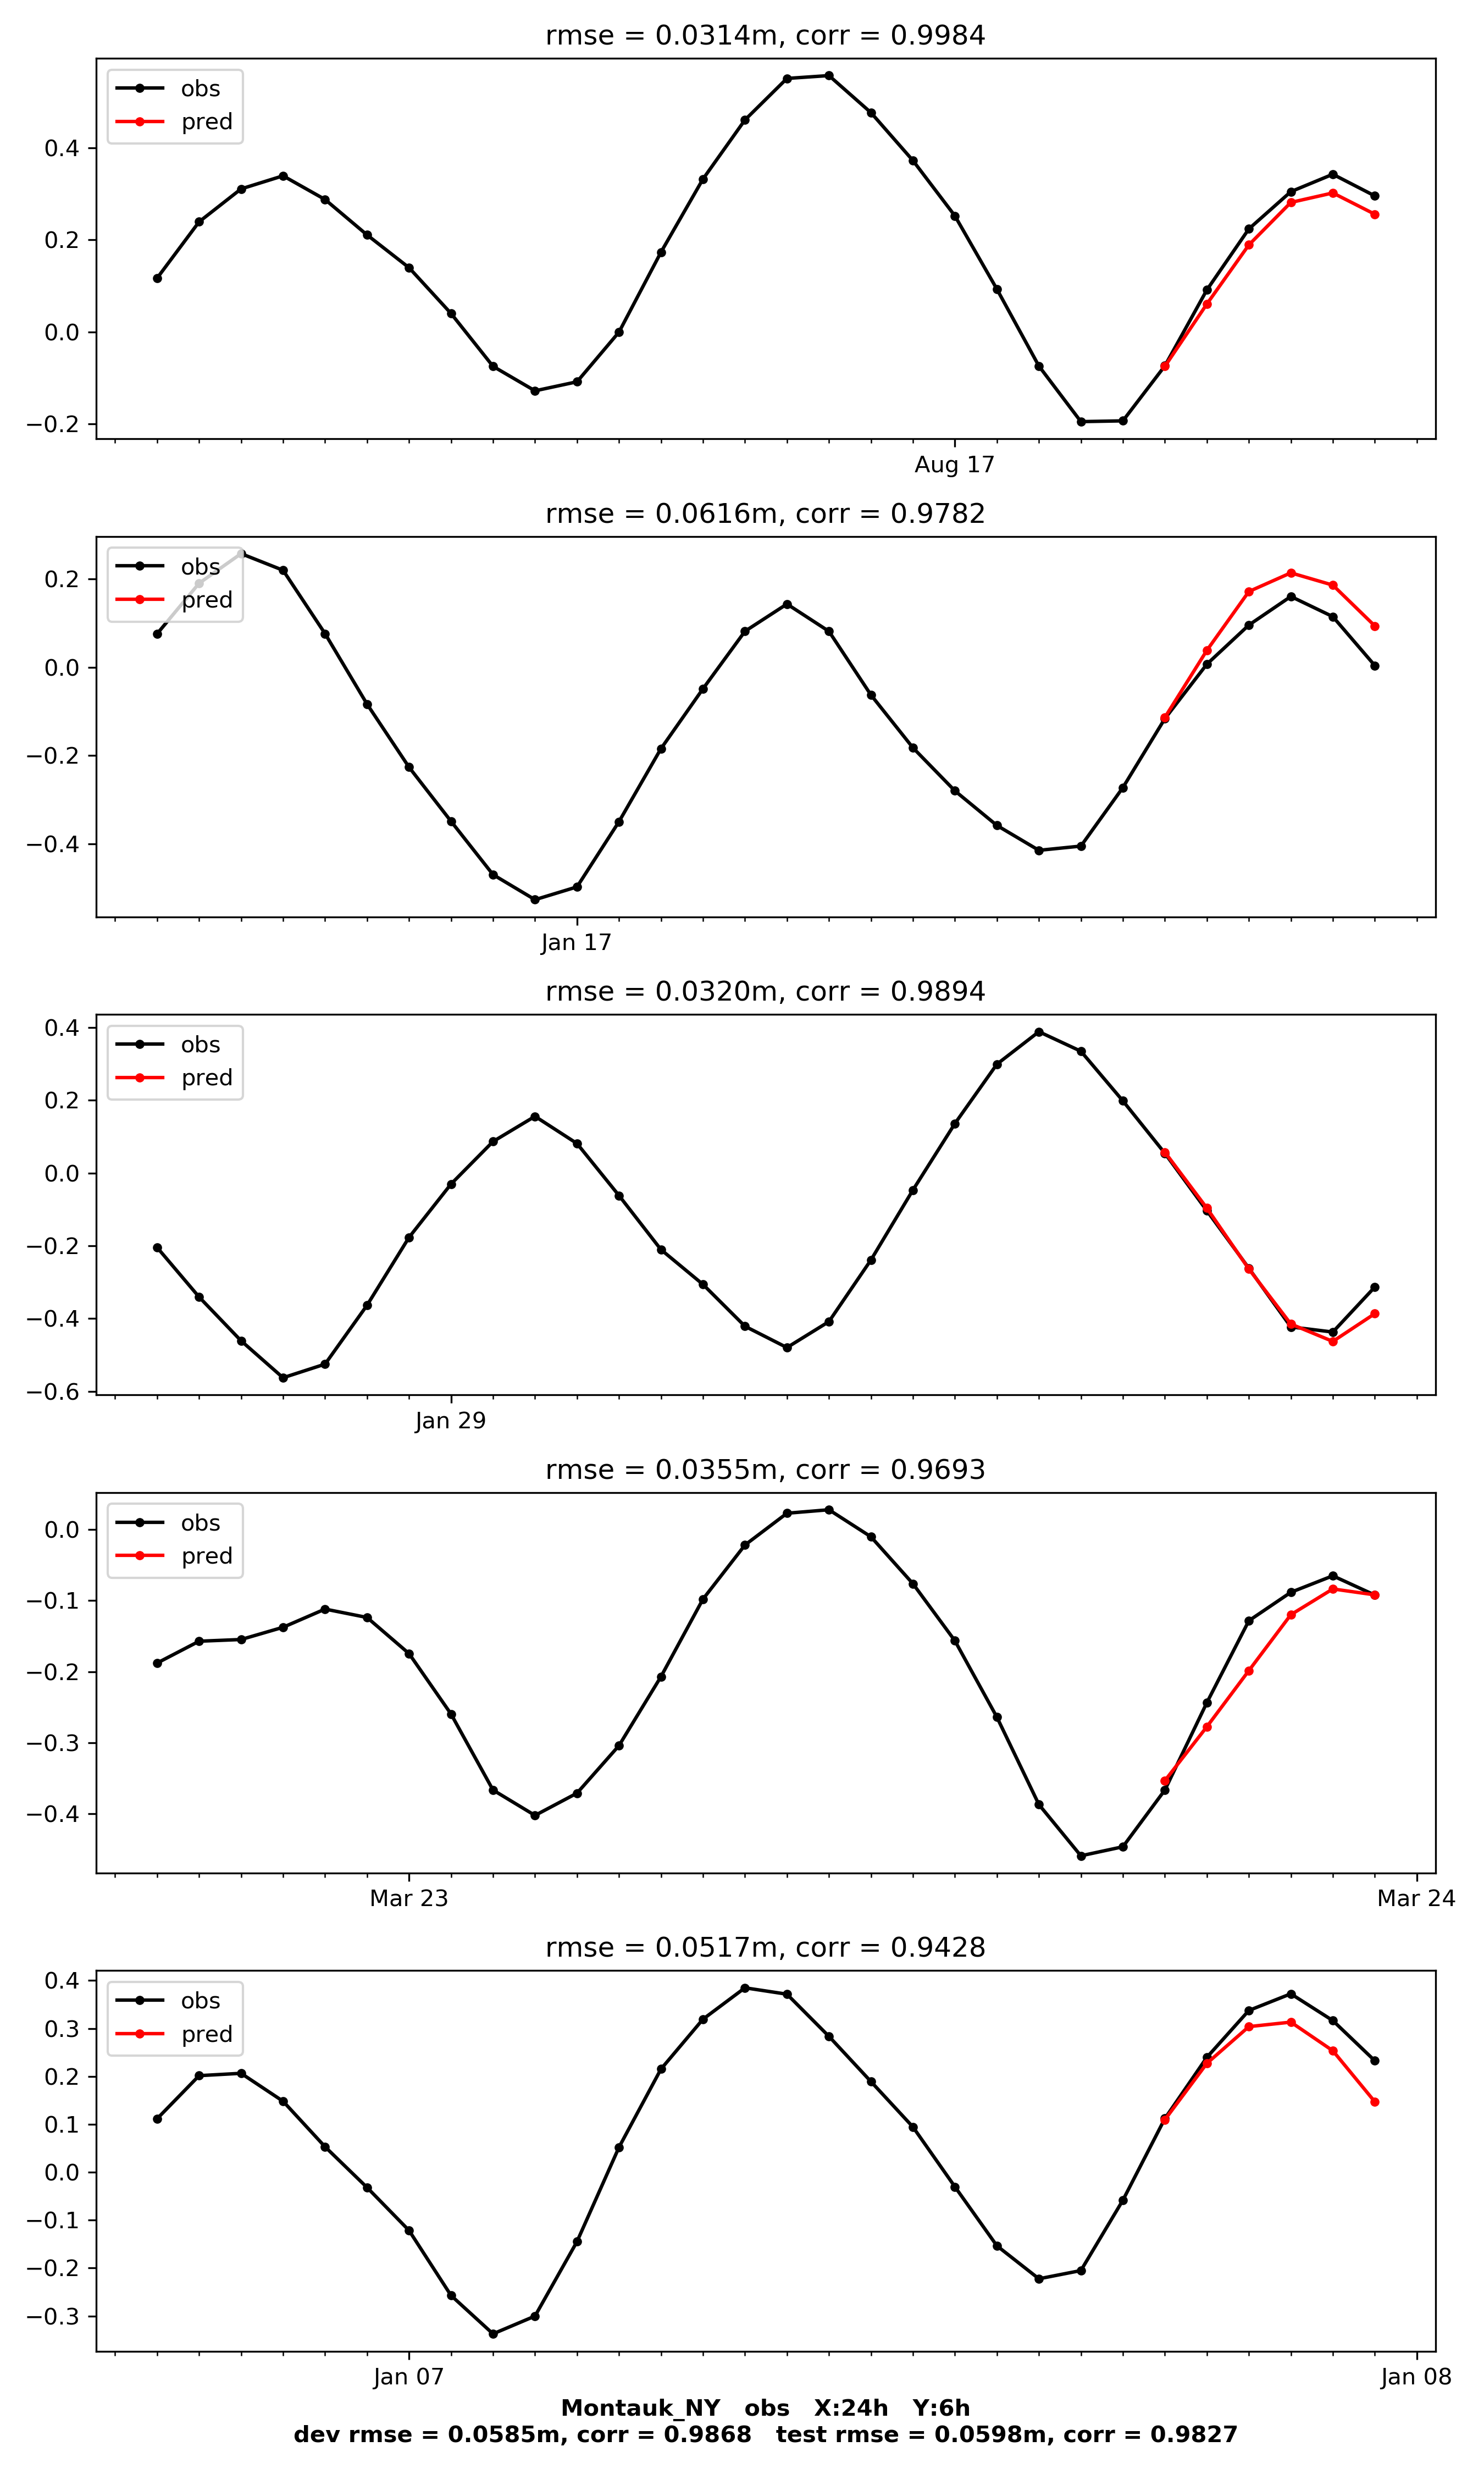 rmse = 0.0314m, corr = 0.9984
obs
pred
0.4
0.2
0.0
−0.2
Aug 17
rmse = 0.0616m, corr = 0.9782
obs
pred
0.2
0.0
−0.2
−0.4
Jan 17
rmse = 0.0320m, corr = 0.9894
obs
pred
0.4
0.2
0.0
−0.2
−0.4
−0.6
Jan 29
rmse = 0.0355m, corr = 0.9693
obs
pred
0.0
−0.1
−0.2
−0.3
−0.4
Mar 23
Mar 24
rmse = 0.0517m, corr = 0.9428
obs
pred
0.4
0.3
0.2
0.1
0.0
−0.1
−0.2
−0.3
Jan 07
Jan 08
Montauk_NY obs X:24h Y:6h
dev rmse = 0.0585m, corr = 0.9868 test rmse = 0.0598m, corr = 0.9827